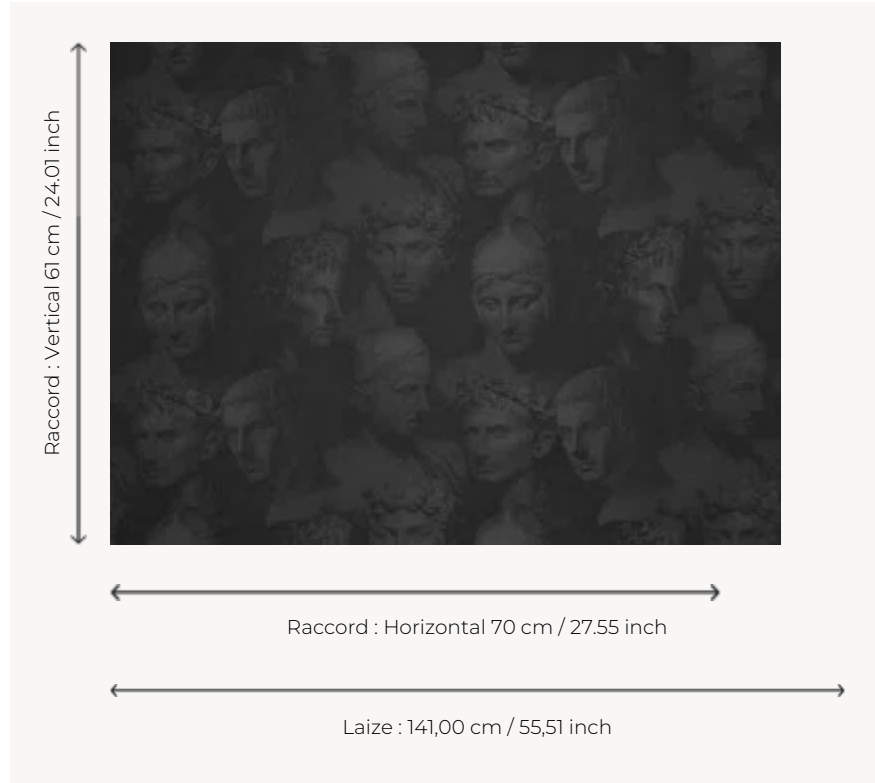 Raccord : Vertical 61 cm / 24.01 inch
Raccord : Horizontal 70 cm / 27.55 inch
Laize : 141,00 cm / 55,51 inch